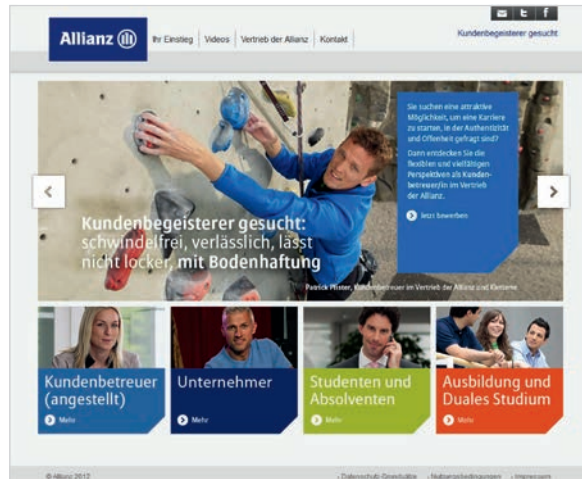 Allianz
Ihr Einstieg
Videos
Vertrieb der Allianz
Kontakt
Kundenbegeisterer gesucht
Sie suchen eine attraktive
Möglichkeit, um eine Karriere
zu starten, in der Authentizität
und Offenheit gefragt sind?
Dann entdecken Sie die
flexiblen und vielfältigen
Perspektiven als Kunden-
betreuer/in im Vertrieb
der Allianz.
Jetzt bewerben
Kundenbegeisterer gesucht:
schwindelfrei, verlässlich, lässt
nicht locker, mit Bodenhaftung
Patrick Pfister, Kundenbetreuer im Vertrieb der Allianz und Kletterer
Kundenbetreuer
(angestellt)
Mehr
Unternehmer
Mehr
Studenten und
Absolventen
Mehr
Ausbildung und
Duales Studium
Mehr
© Allianz 2012
Datenschutz-Grundsätze
Nutzungsbedingungen
Impressum